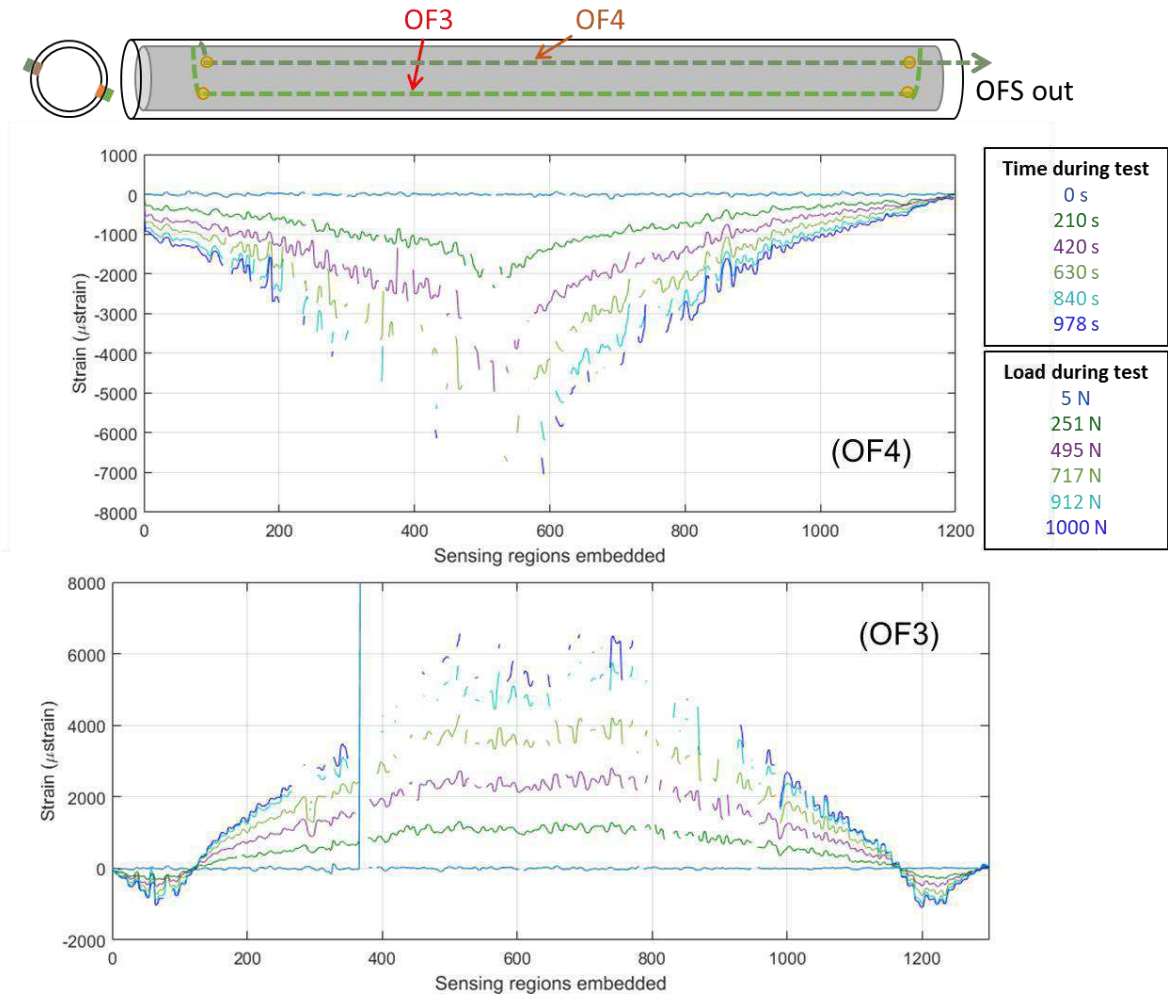 OF3
OF4
OFS out
1000
0
-1000
-2000
-3000
-4000
-5000
-6000
-7000
-8000
Strain (μstrain)
(OF4)
0
200
400
600
800
1000
1200
Sensing regions embedded
Time during test
0 s
210 s
420 s
630 s
840 s
978 s
Load during test
5 N
251 N
495 N
717 N
912 N
1000 N
8000
6000
4000
2000
0
-2000
Strain (μstrain)
(OF3)
0
200
400
600
800
1000
1200
Sensing regions embedded